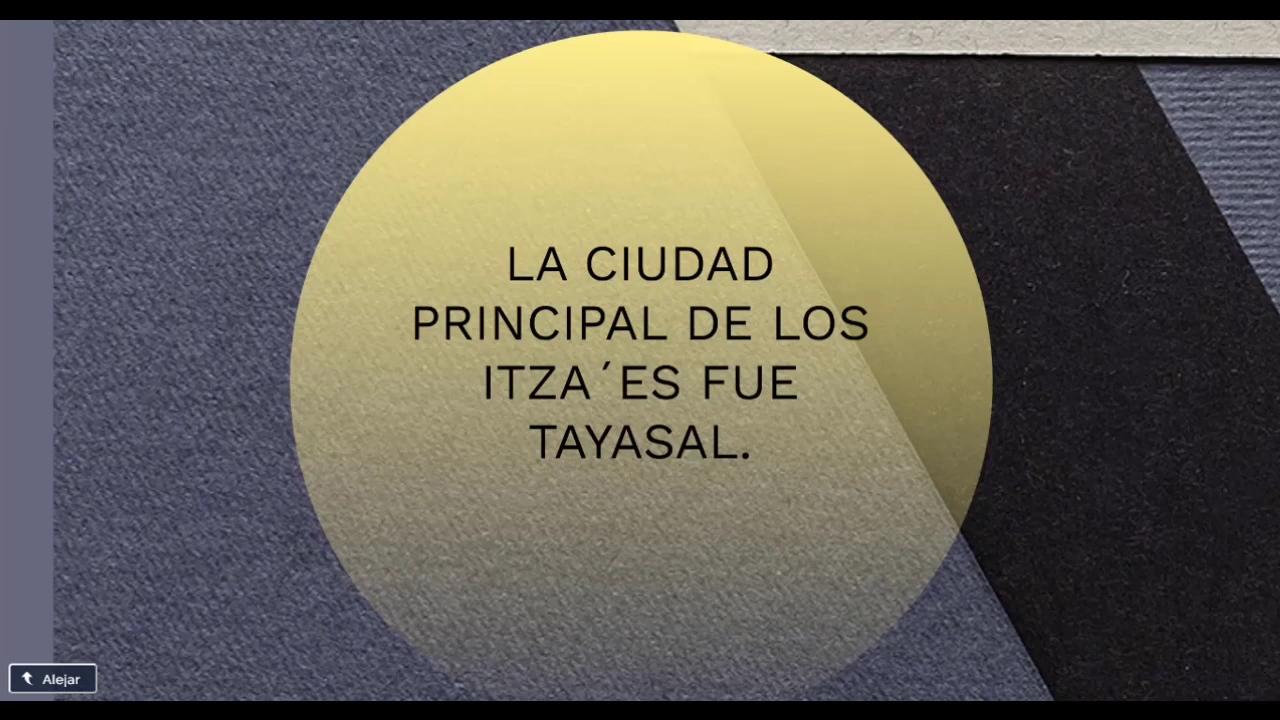 LA CIUDAD
PRINCIPAL DE LOS
ITZA´ES FUE
TAYASAL.
Alejar